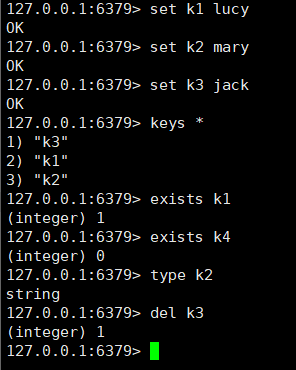 127.0.0.1:6379> set k1 lucy
OK
127.0.0.1:6379> set k2 mary
OK
127.0.0.1:6379> set k3 jack
OK
127.0.0.1:6379> keys *
1) "k3"
2) "k1"
3) "k2"
127.0.0.1:6379> exists k1
(integer) 1
127.0.0.1:6379> exists k4
(integer) 0
127.0.0.1:6379> type k2
string
127.0.0.1:6379> del k3
(integer) 1
127.0.0.1:6379>